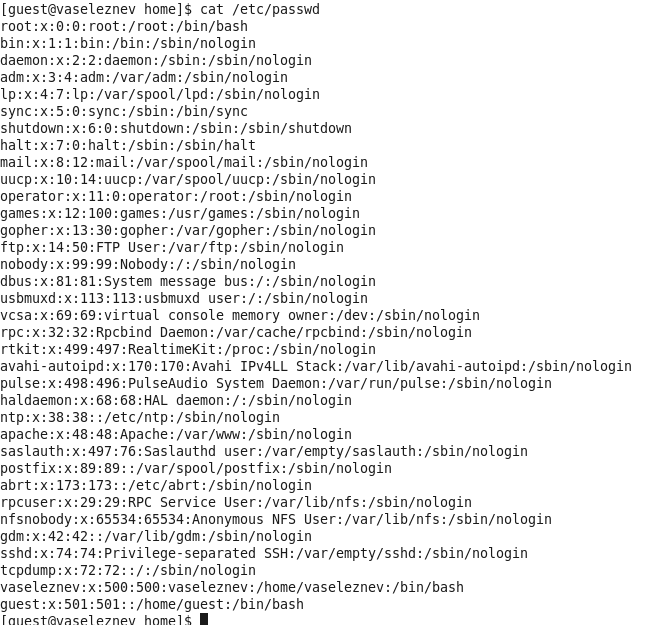 [guest@vaseleznev home]$ cat /etc/passwd
root:x:0:0:root:/root:/bin/bash
bin:x:1:1:bin:/bin:/sbin/nologin
daemon:x:2:2:daemon:/sbin:/sbin/nologin
adm:x:3:4:adm:/var/adm:/sbin/nologin
lp:x:4:7:lp:/var/spool/lpd:/sbin/nologin
sync:x:5:0:sync:/sbin:/bin/sync
shutdown:x:6:0:shutdown:/sbin:/sbin/shutdown
halt:x:7:0:halt:/sbin:/sbin/halt
mail:x:8:12:mail:/var/spool/mail:/sbin/nologin
uucp:x:10:14:uucp:/var/spool/uucp:/sbin/nologin
operator:x:11:0:operator:/root:/sbin/nologin
games:x:12:100:games:/usr/games:/sbin/nologin
gopher:x:13:30:gopher:/var/gopher:/sbin/nologin
ftp:x:14:50:FTP User:/var/ftp:/sbin/nologin
nobody:x:99:99:Nobody:/:/sbin/nologin
dbus:x:81:81:System message bus:/:/sbin/nologin
usbmuxd:x:113:113:usbmuxd user:/:/sbin/nologin
vcsa:x:69:69:virtual console memory owner:/dev:/sbin/nologin
rpc:x:32:32:Rpcbind Daemon:/var/cache/rpcbind:/sbin/nologin
rtkit:x:499:497:RealtimeKit:/proc:/sbin/nologin
avahi-autoipd:x:170:170:Avahi IPv4LL Stack:/var/lib/avahi-autoipd:/sbin/nologin
pulse:x:498:496:PulseAudio System Daemon:/var/run/pulse:/sbin/nologin
haldaemon:x:68:68:HAL daemon:/:/sbin/nologin
ntp:x:38:38::/etc/ntp:/sbin/nologin
apache:x:48:48:Apache:/var/www:/sbin/nologin
saslauth:x:497:76:Saslauthd user:/var/empty/saslauth:/sbin/nologin
postfix:x:89:89::/var/spool/postfix:/sbin/nologin
abrt:x:173:173::/etc/abrt:/sbin/nologin
rpcuser:x:29:29:RPC Service User:/var/lib/nfs:/sbin/nologin
nfsnobody:x:65534:65534:Anonymous NFS User:/var/lib/nfs:/sbin/nologin
gdm:x:42:42::/var/lib/gdm:/sbin/nologin
sshd:x:74:74:Privilege-separated SSH:/var/empty/sshd:/sbin/nologin
tcpdump:x:72:72::/:/sbin/nologin
vaseleznev:x:500:500:vaseleznev:/home/vaseleznev:/bin/bash
guest:x:501:501::/home/guest:/bin/bash
[guest@vaseleznev home]$